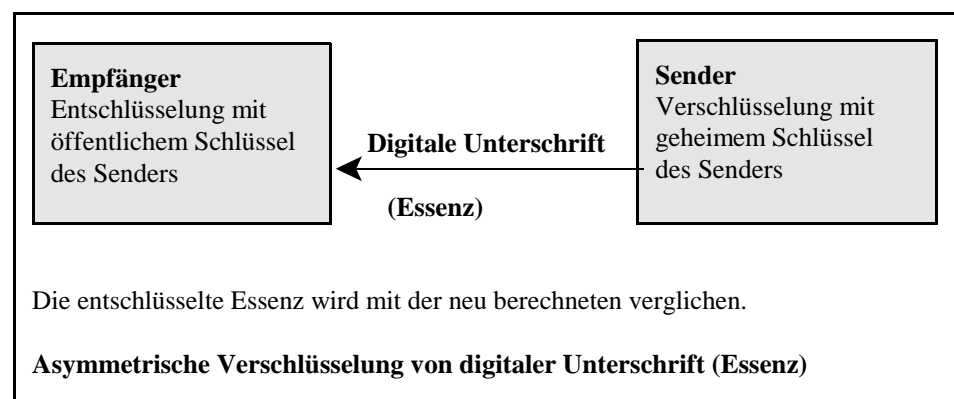 Empfänger
Entschlüsselung mit
öffentlichem Schlüssel
des Senders
Digitale Unterschrift
(Essenz)
Sender
Verschlüsselung mit
geheimem Schlüssel
des Senders
Die entschlüsselte Essenz wird mit der neu berechneten verglichen.
Asymmetrische Verschlüsselung von digitaler Unterschrift (Essenz)